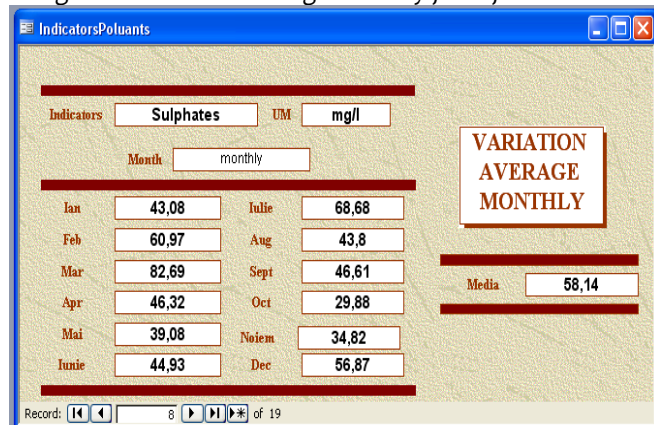 IndicatorsPoluants
Indicators Sulphates UM mg/l
Month monthly
VARIATION
AVERAGE
MONTHLY
Ian 43,08 Iulie 68,68
Feb 60,97 Aug 43,8
Mar 82,69 Sept 46,61
Media 58,14
Apr 46,32 Oct 29,88
Mai 39,08 Noiem 34,82
Iunie 44,93 Dec 56,87
Record: 8 of 19